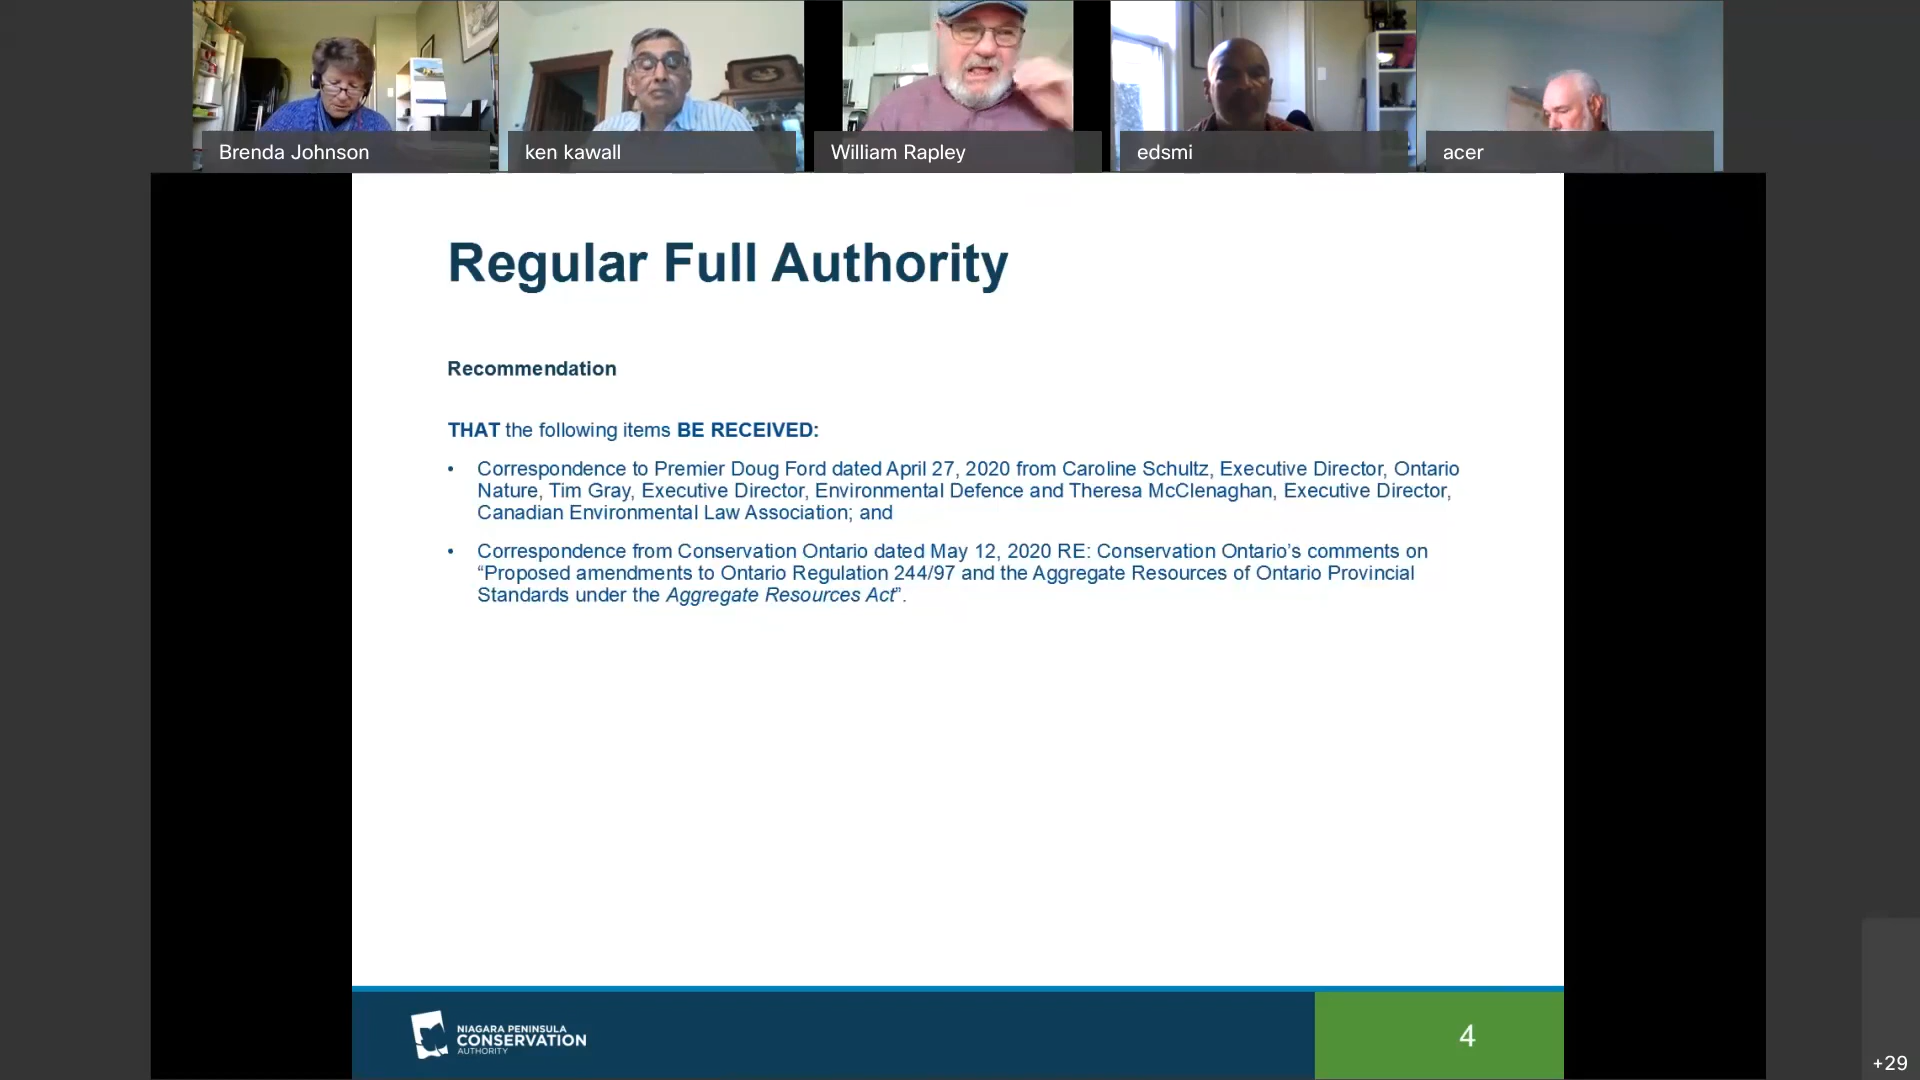 Brenda Johnson
ken kawall
William Rapley
edsmi
acer
Regular Full Authority
Recommendation
THAT the following items BE RECEIVED:
• Correspondence to Premier Doug Ford dated April 27, 2020 from Caroline Schultz, Executive Director, Ontario
Nature, Tim Gray, Executive Director, Environmental Defence and Theresa McClenaghan, Executive Director,
Canadian Environmental Law Association; and
• Correspondence from Conservation Ontario dated May 12, 2020 RE: Conservation Ontario’s comments on
“Proposed amendments to Ontario Regulation 244/97 and the Aggregate Resources of Ontario Provincial
Standards under the Aggregate Resources Act”.
NIAGARA PENINSULA
CONSERVATION
AUTHORITY
4
+29